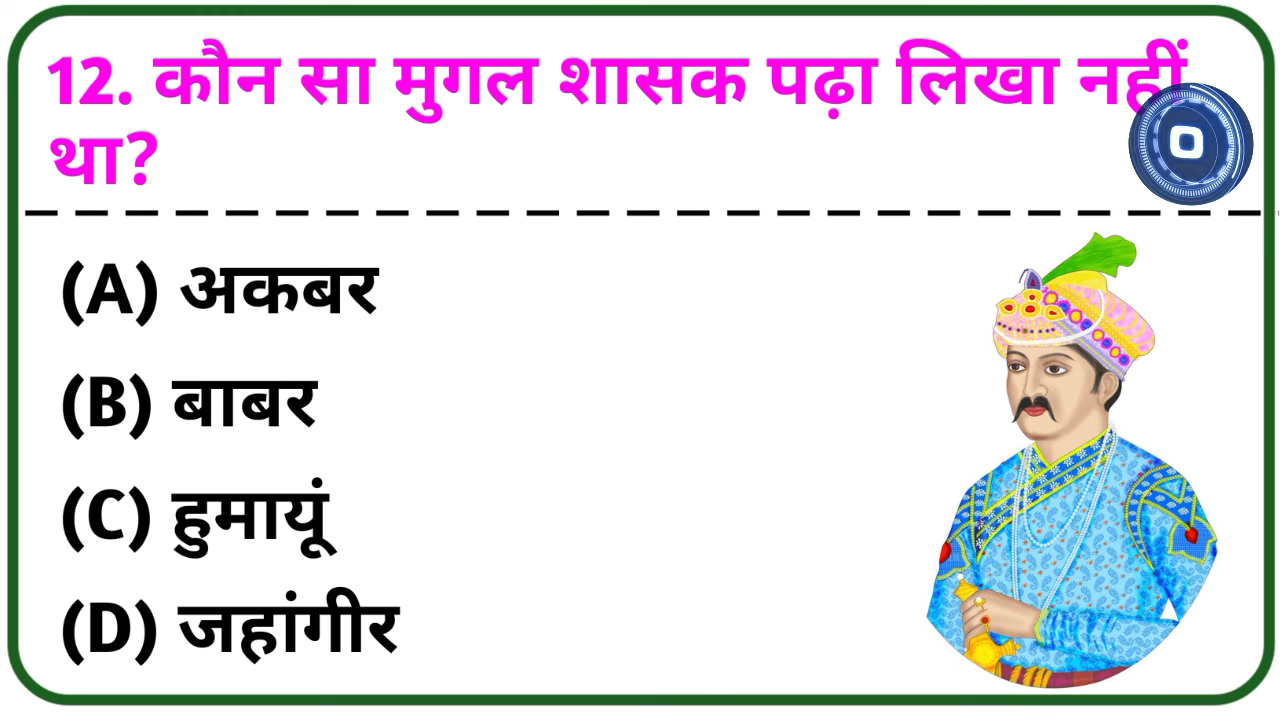 12. कौन सा मुगल शासक पढ़ा लिखा नहीं
था?
(A) अकबर
(B) बाबर
(C) हुमायूं
(D) जहांगीर